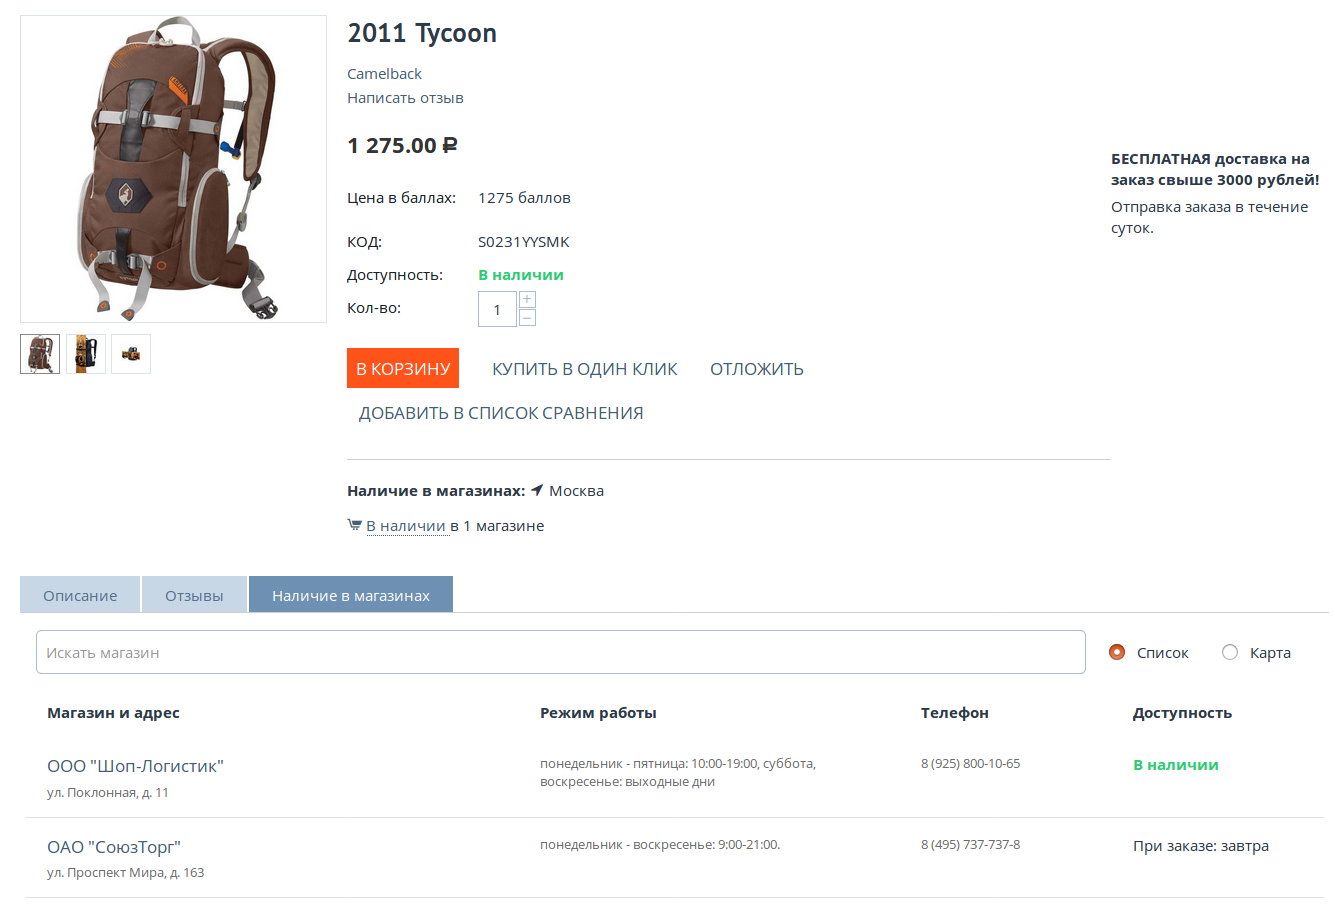 2011 Tycoon
Camelback
Написать отзыв
1 275.00 ₽
БЕСПЛАТНАЯ доставка на
заказ свыше 3000 рублей!
Отправка заказа в течение
суток.
Цена в баллах: 1275 баллов
КОД: S0231YYSMK
Доступность: В наличии
Кол-во: 1 + −
В КОРЗИНУ КУПИТЬ В ОДИН КЛИК ОТЛОЖИТЬ
ДОБАВИТЬ В СПИСОК СРАВНЕНИЯ
Наличие в магазинах: Москва
В наличии в 1 магазине
Описание Отзывы Наличие в магазинах
Искать магазин Список Карта
Магазин и адрес Режим работы Телефон Доступность
ООО "Шоп-Логистик" понедельник - пятница: 10:00-19:00, суббота, 8 (925) 800-10-65 В наличии
воскресенье: выходные дни
ул. Поклонная, д. 11
ОАО "СоюзТорг" понедельник - воскресенье: 9:00-21:00. 8 (495) 737-737-8 При заказе: завтра
ул. Проспект Мира, д. 163